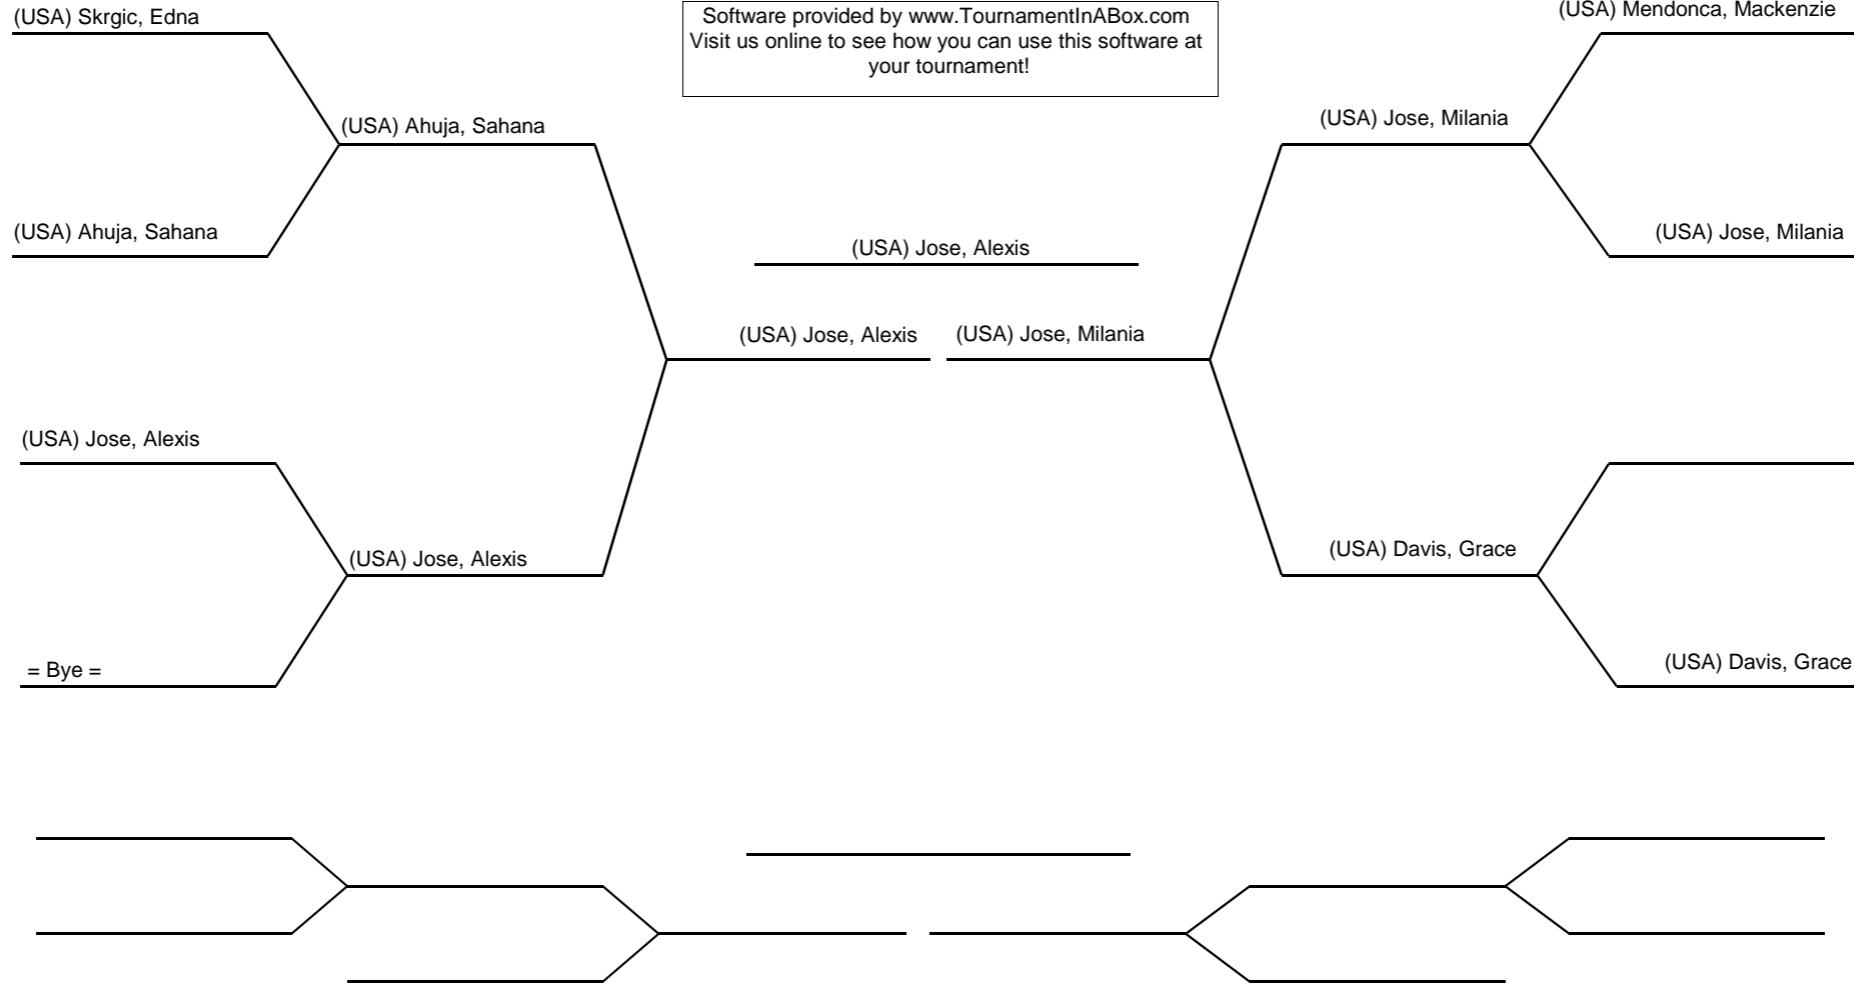 (USA) Skrgic, Edna
Software provided by www.TournamentInABox.com
Visit us online to see how you can use this software at
your tournament!
(USA) Mendonca, Mackenzie
(USA) Ahuja, Sahana
(USA) Jose, Milania
(USA) Ahuja, Sahana
(USA) Jose, Alexis
(USA) Jose, Milania
(USA) Jose, Alexis
(USA) Jose, Milania
(USA) Jose, Alexis
(USA) Jose, Alexis
(USA) Davis, Grace
= Bye =
(USA) Davis, Grace